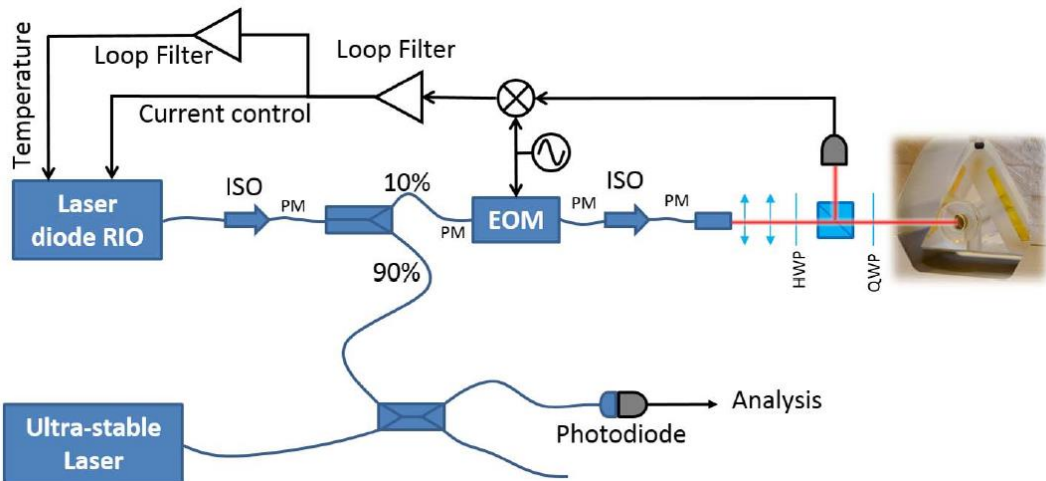 Temperature
Loop Filter
Loop Filter
Current control
Laser
diode RIO
ISO
PM
10%
PM
EOM
PM
ISO
PM
HWP
QWP
90%
Ultra-stable
Laser
Photodiode
Analysis